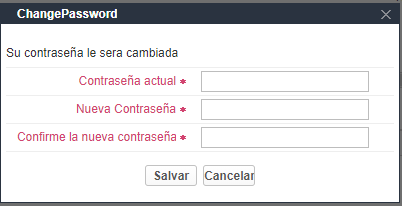 ChangePassword
Su contraseña le sera cambiada
Contraseña actual *
Nueva Contraseña *
Confirme la nueva contraseña *
Salvar Cancelar